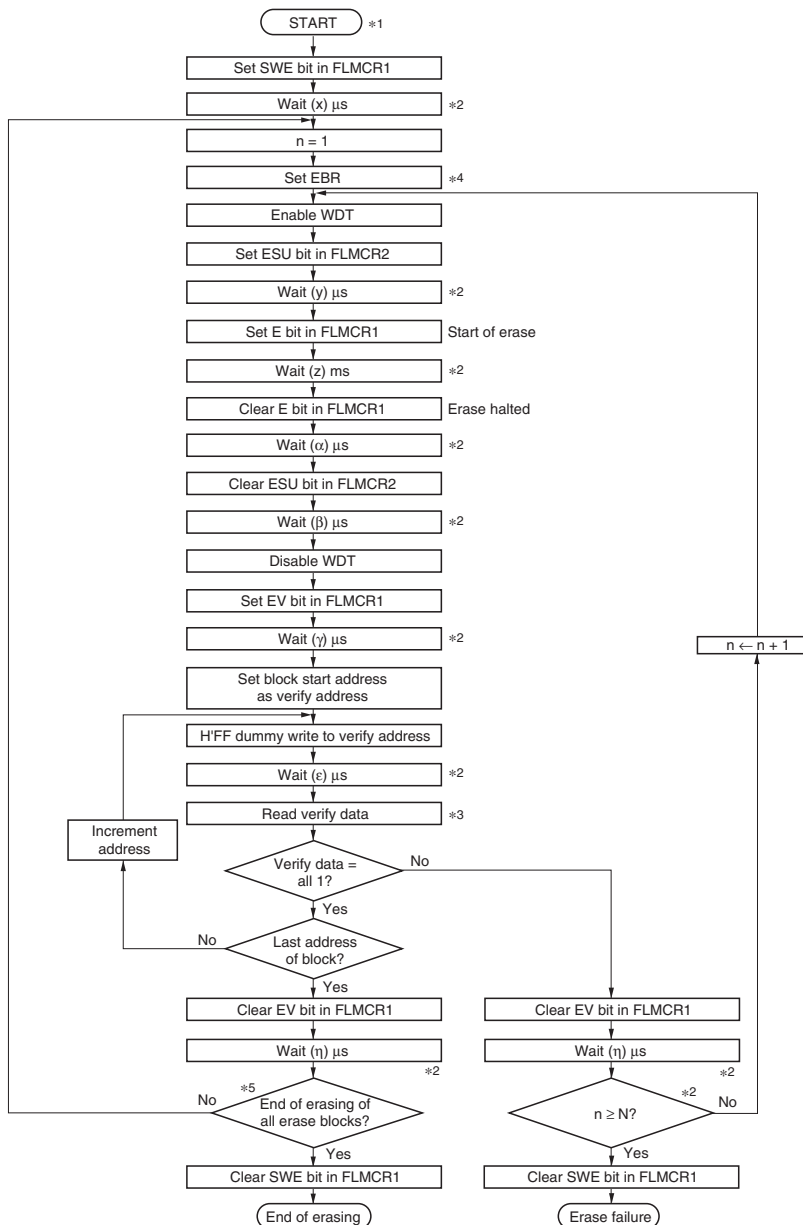 START *1
Set SWE bit in FLMCR1
Wait (x) μs *2
n = 1
Set EBR *4
Enable WDT
Set ESU bit in FLMCR2
Wait (y) μs *2
Set E bit in FLMCR1 Start of erase
Wait (z) ms *2
Clear E bit in FLMCR1 Erase halted
Wait (α) μs *2
Clear ESU bit in FLMCR2
Wait (β) μs *2
Disable WDT
Set EV bit in FLMCR1
Wait (γ) μs *2
n ← n + 1
Set block start address
as verify address
H'FF dummy write to verify address
Wait (ε) μs *2
Read verify data *3
Increment
address
Verify data =
all 1?
No
Yes
Last address
of block?
No
Yes
Clear EV bit in FLMCR1
Wait (η) μs
*2
*5
End of erasing of
all erase blocks?
No
Yes
Clear SWE bit in FLMCR1
End of erasing
Clear EV bit in FLMCR1
Wait (η) μs
*2
*2
n ≥ N?
No
Yes
Clear SWE bit in FLMCR1
Erase failure